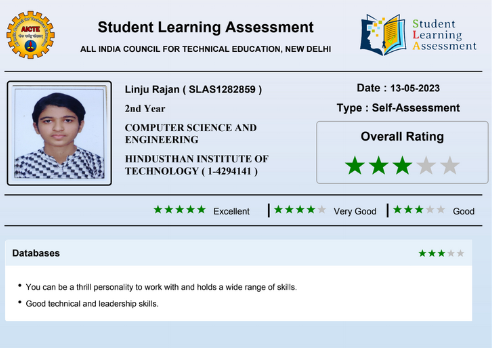 AICTE
Student Learning Assessment
ALL INDIA COUNCIL FOR TECHNICAL EDUCATION, NEW DELHI
Student
Learning
Assessment
Linju Rajan ( SLAS1282859 )
2nd Year
COMPUTER SCIENCE AND
ENGINEERING
HINDUSTHAN INSTITUTE OF
TECHNOLOGY ( 1-4294141 )
Date : 13-05-2023
Type : Self-Assessment
Overall Rating
Excellent
Very Good
Good
Databases
• You can be a thrill personality to work with and holds a wide range of skills.
• Good technical and leadership skills.